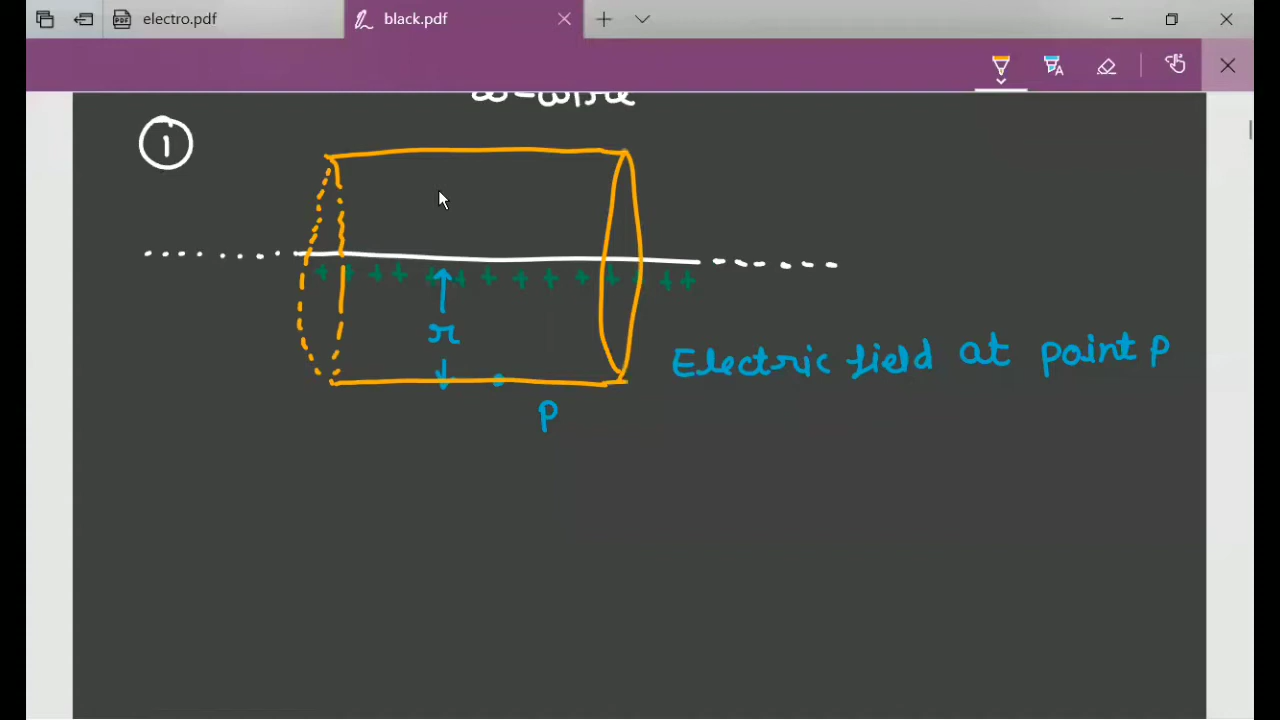 electro.pdf
black.pdf
1
+ + + + + + + + + + + + + +
r
Electric field at point P
P